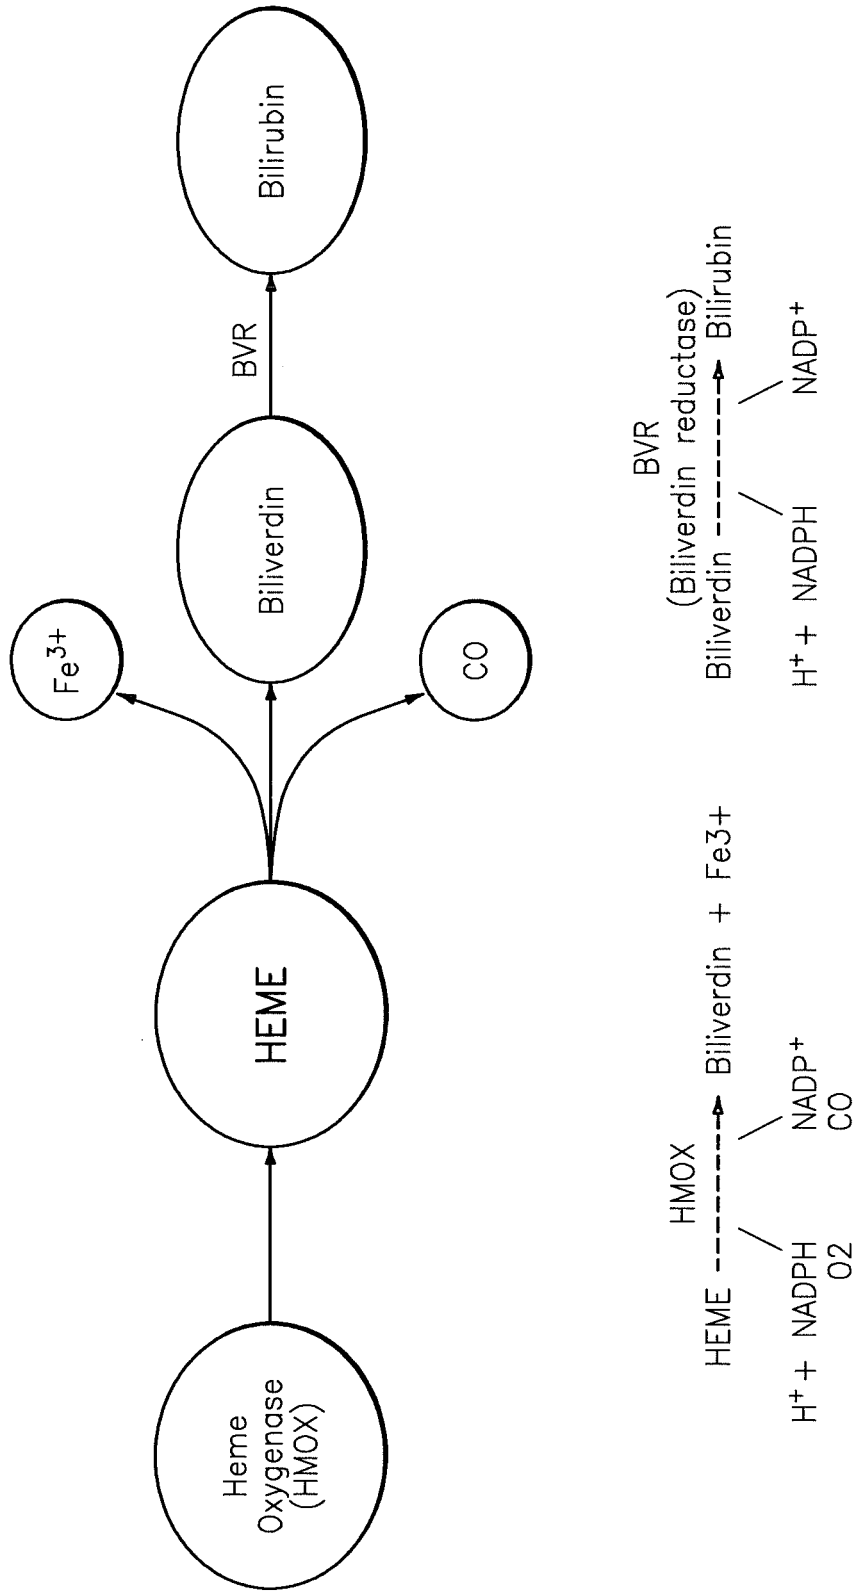 Heme
Oxygenase
(HMOX)
HEME
Fe³⁺
Biliverdin
CO
BVR
Bilirubin
HMOX
HEME Biliverdin + Fe3+
H⁺ + NADPH NADP⁺
O2 CO
BVR
(Biliverdin reductase)
Biliverdin Bilirubin
H⁺ + NADPH NADP⁺